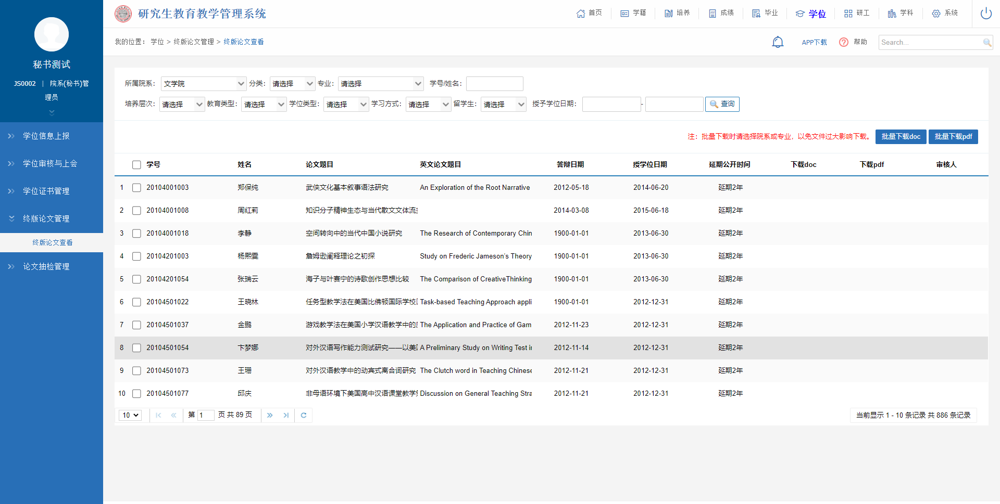 研究生教育教学管理系统
首页 学籍 培养 成绩 毕业 学位 研工 学科 系统
秘书测试
JS0002 | 院系(秘书)管
理员
我的位置： 学位 > 终版论文管理 > 终版论文查看
APP下载 帮助 Search...
学位信息上报
学位审核与上会
学位证书管理
终版论文管理
终版论文查看
论文抽检管理
所属院系： 文学院 分类： 请选择 专业： 请选择 学号/姓名：
培养层次： 请选择 教育类型： 请选择 学位类型： 请选择 学习方式： 请选择 留学生： 请选择 授予学位日期： - 查询
注：批量下载时请选择院系或专业，以免文件过大影响下载。 批量下载doc 批量下载pdf
学号 姓名 论文题目 英文论文题目 答辩日期 授学位日期 延期公开时间 下载doc 下载pdf 审核人
1 20104001003 郑保纯 武侠文化基本叙事语法研究 An Exploration of the Root Narrative 2012-05-18 2014-06-20 延期2年
2 20104001008 周红莉 知识分子精神生态与当代散文文体流 2014-03-08 2015-06-18 延期2年
3 20104001018 李静 空间转向中的当代中国小说研究 The Research of Contemporary Chin 1900-01-01 2013-06-30 延期2年
4 20104201003 杨熙雯 詹姆逊阐释理论之初探 Study on Frederic Jameson's Theory 1900-01-01 2013-06-30 延期2年
5 20104201054 张瑞云 海子与叶赛宁的诗歌创作思想比较 The Comparison of CreativeThinking 1900-01-01 2013-06-30 延期2年
6 20104501022 王晓林 任务型教学法在美国比佛顿国际学校 Task-based Teaching Approach appli 1900-01-01 2012-12-31 延期2年
7 20104501037 金鹏 游戏教学法在美国小学汉语教学中的 The Application and Practice of Gam 2012-11-23 2012-12-31 延期2年
8 20104501054 卞梦娜 对外汉语写作能力测试研究——以美 A Preliminary Study on Writing Test in 2012-11-14 2012-12-31 延期2年
9 20104501073 王珊 对外汉语教学中的动宾式离合词研究 The Clutch word in Teaching Chinese 2012-11-21 2012-12-31 延期2年
10 20104501077 邱庆 非母语环境下美国高中汉语课堂教学 Discussion on General Teaching Stra 2012-11-21 2012-12-31 延期2年
10 第 1 页 共 89 页 当前显示 1 - 10 条记录 共 886 条记录